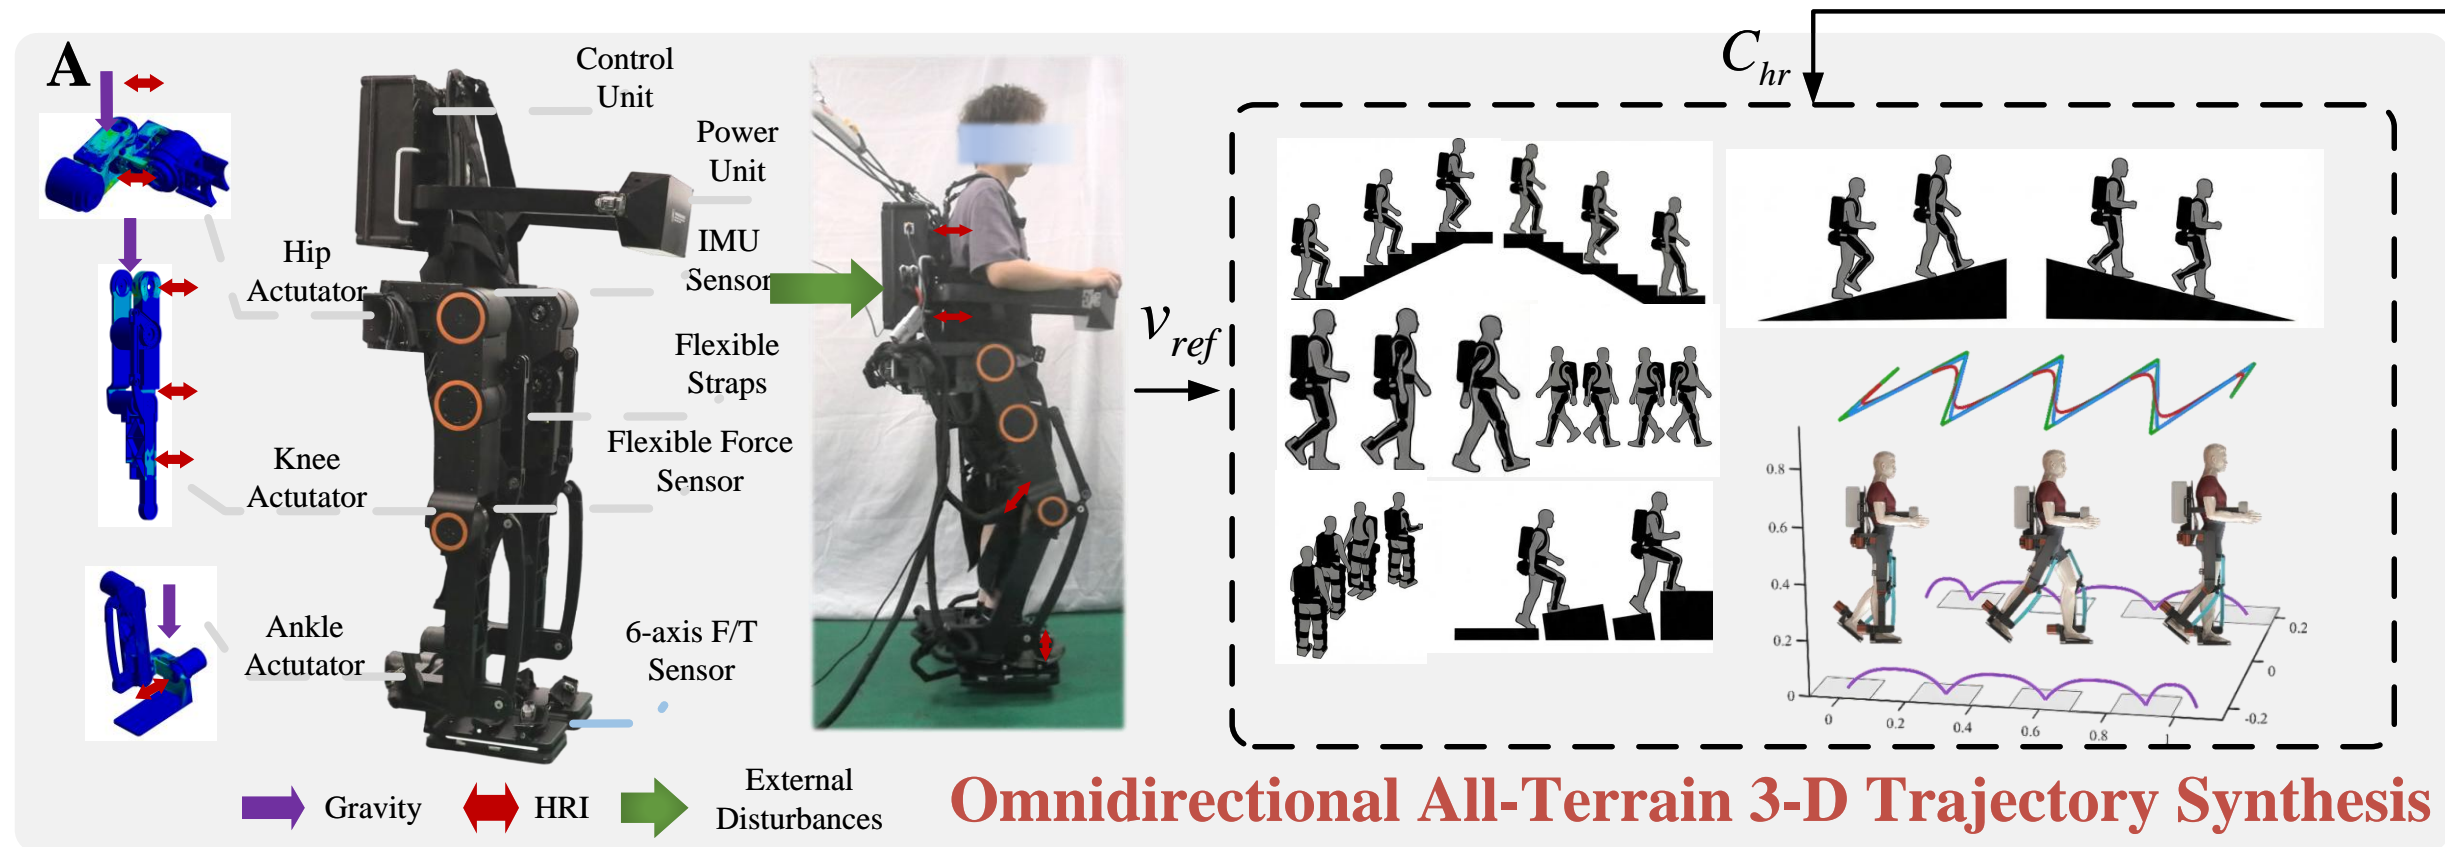 A
Control
Unit
Power
Unit
IMU
Sensor
Hip
Actutator
Flexible
Straps
Flexible Force
Sensor
Knee
Actutator
Ankle
Actutator
6-axis F/T
Sensor
Gravity
HRI
External
Disturbances
v_ref
C_hr
0.8
0.6
0.4
0.2
0
0
0.2
0.4
0.6
0.8
1
0.2
0
-0.2
Omnidirectional All-Terrain 3-D Trajectory Synthesis